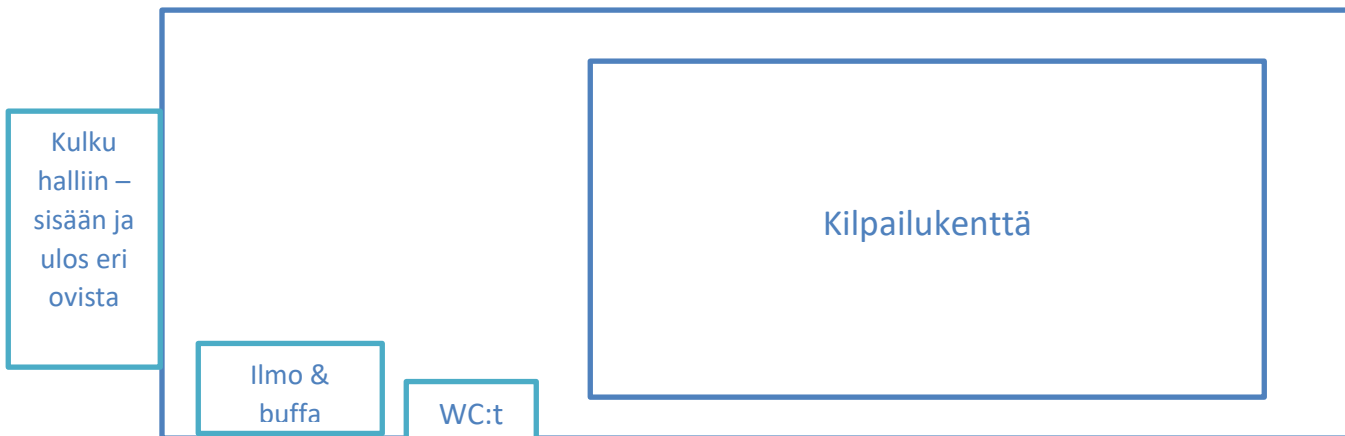 Kulku
halliin –
sisään ja
ulos eri
ovista
Kilpailukenttä
Ilmo &
buffa
WC:t